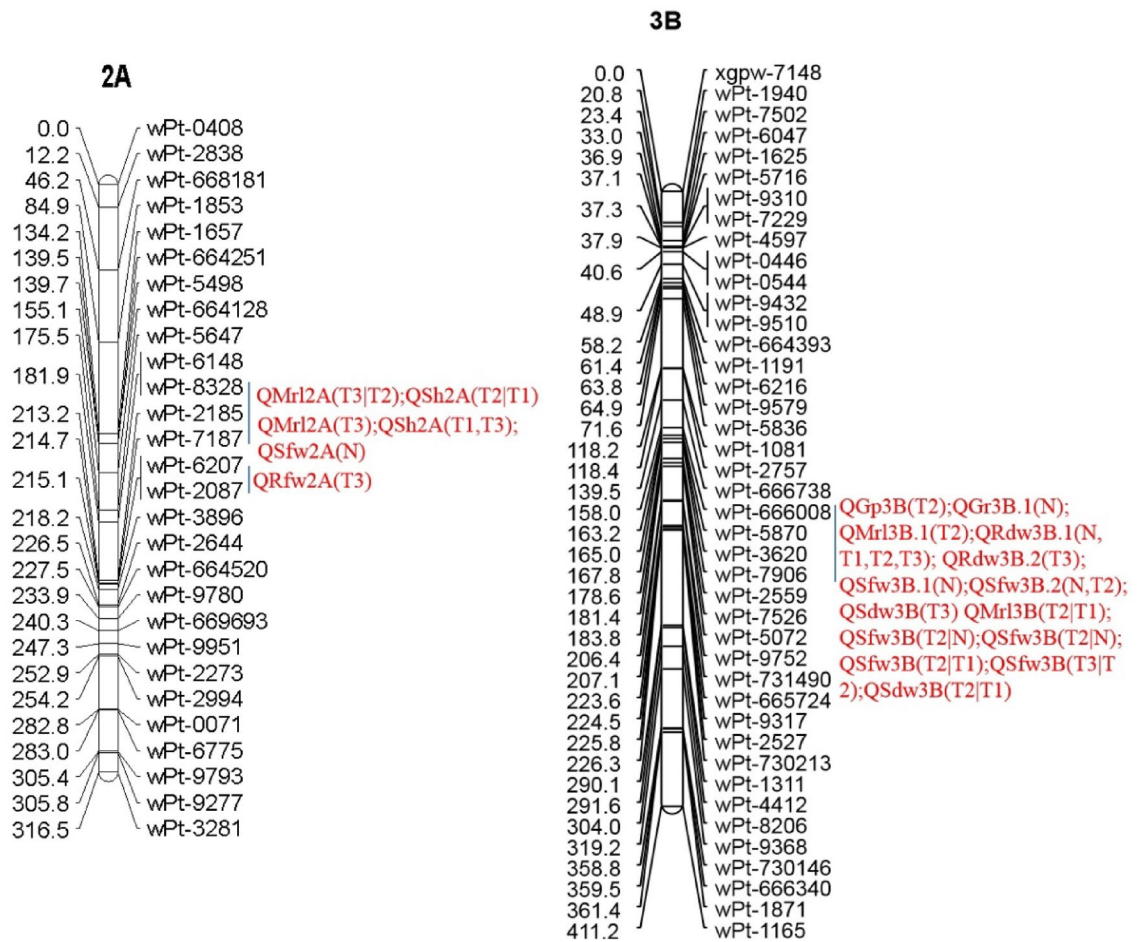 2A
0.0 wPt-0408
12.2 wPt-2838
46.2 wPt-668181
84.9 wPt-1853
134.2 wPt-1657
139.5 wPt-664251
139.7 wPt-5498
155.1 wPt-664128
175.5 wPt-5647
wPt-6148
181.9 wPt-8328
213.2 wPt-2185
214.7 wPt-7187
wPt-6207
215.1 wPt-2087
218.2 wPt-3896
226.5 wPt-2644
227.5 wPt-664520
233.9 wPt-9780
240.3 wPt-669693
247.3 wPt-9951
252.9 wPt-2273
254.2 wPt-2994
282.8 wPt-0071
283.0 wPt-6775
305.4 wPt-9793
305.8 wPt-9277
316.5 wPt-3281
QMrl2A(T3|T2);QSh2A(T2|T1)
QMrl2A(T3);QSh2A(T1,T3);
QSfw2A(N)
QRfw2A(T3)
3B
0.0 xgpw-7148
20.8 wPt-1940
23.4 wPt-7502
33.0 wPt-6047
36.9 wPt-1625
37.1 wPt-5716
37.3 wPt-9310
wPt-7229
37.9 wPt-4597
40.6 wPt-0446
wPt-0544
48.9 wPt-9432
wPt-9510
58.2 wPt-664393
61.4 wPt-1191
63.8 wPt-6216
64.9 wPt-9579
71.6 wPt-5836
118.2 wPt-1081
118.4 wPt-2757
139.5 wPt-666738
158.0 wPt-666008
163.2 wPt-5870
165.0 wPt-3620
167.8 wPt-7906
178.6 wPt-2559
181.4 wPt-7526
183.8 wPt-5072
206.4 wPt-9752
207.1 wPt-731490
223.6 wPt-665724
224.5 wPt-9317
225.8 wPt-2527
226.3 wPt-730213
290.1 wPt-1311
291.6 wPt-4412
304.0 wPt-8206
319.2 wPt-9368
358.8 wPt-730146
359.5 wPt-666340
361.4 wPt-1871
411.2 wPt-1165
QGp3B(T2);QGr3B.1(N);
QMrl3B.1(T2);QRdw3B.1(N,
T1,T2,T3); QRdw3B.2(T3);
QSfw3B.1(N);QSfw3B.2(N,T2);
QSdw3B(T3) QMrl3B(T2|T1);
QSfw3B(T2|N);QSfw3B(T2|N);
QSfw3B(T2|T1);QSfw3B(T3|T
2);QSdw3B(T2|T1)